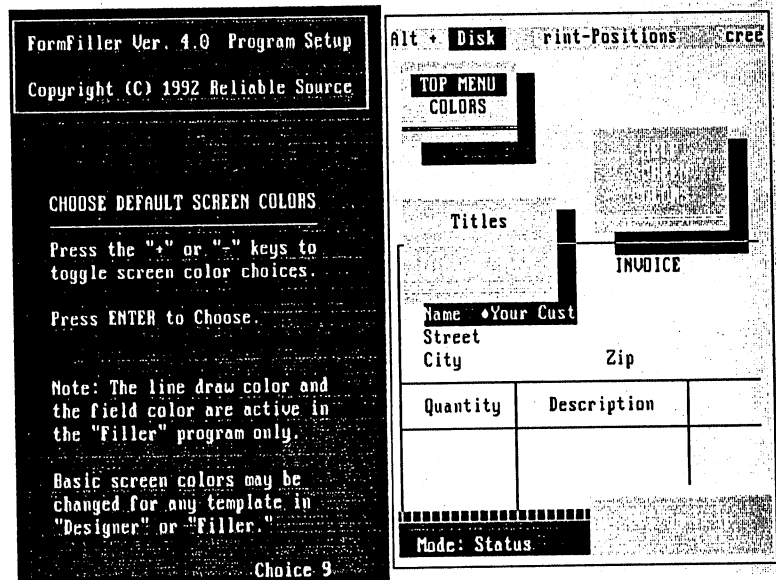 FormFiller Ver. 4.0 Program Setup
Copyright (C) 1992 Reliable Source
CHOOSE DEFAULT SCREEN COLORS
Press the "+" or "-" keys to
toggle screen color choices.
Press ENTER to Choose.
Note: The line draw color and
the field color are active in
the "Filler" program only.
Basic screen colors may be
changed for any template in
"Designer" or "Filler."
Choice 9
Alt + Disk rint-Positions cree
TOP MENU
COLORS
Titles
INVOICE
Name ♦Your Cust
Street
City Zip
Quantity Description
Mode: Status